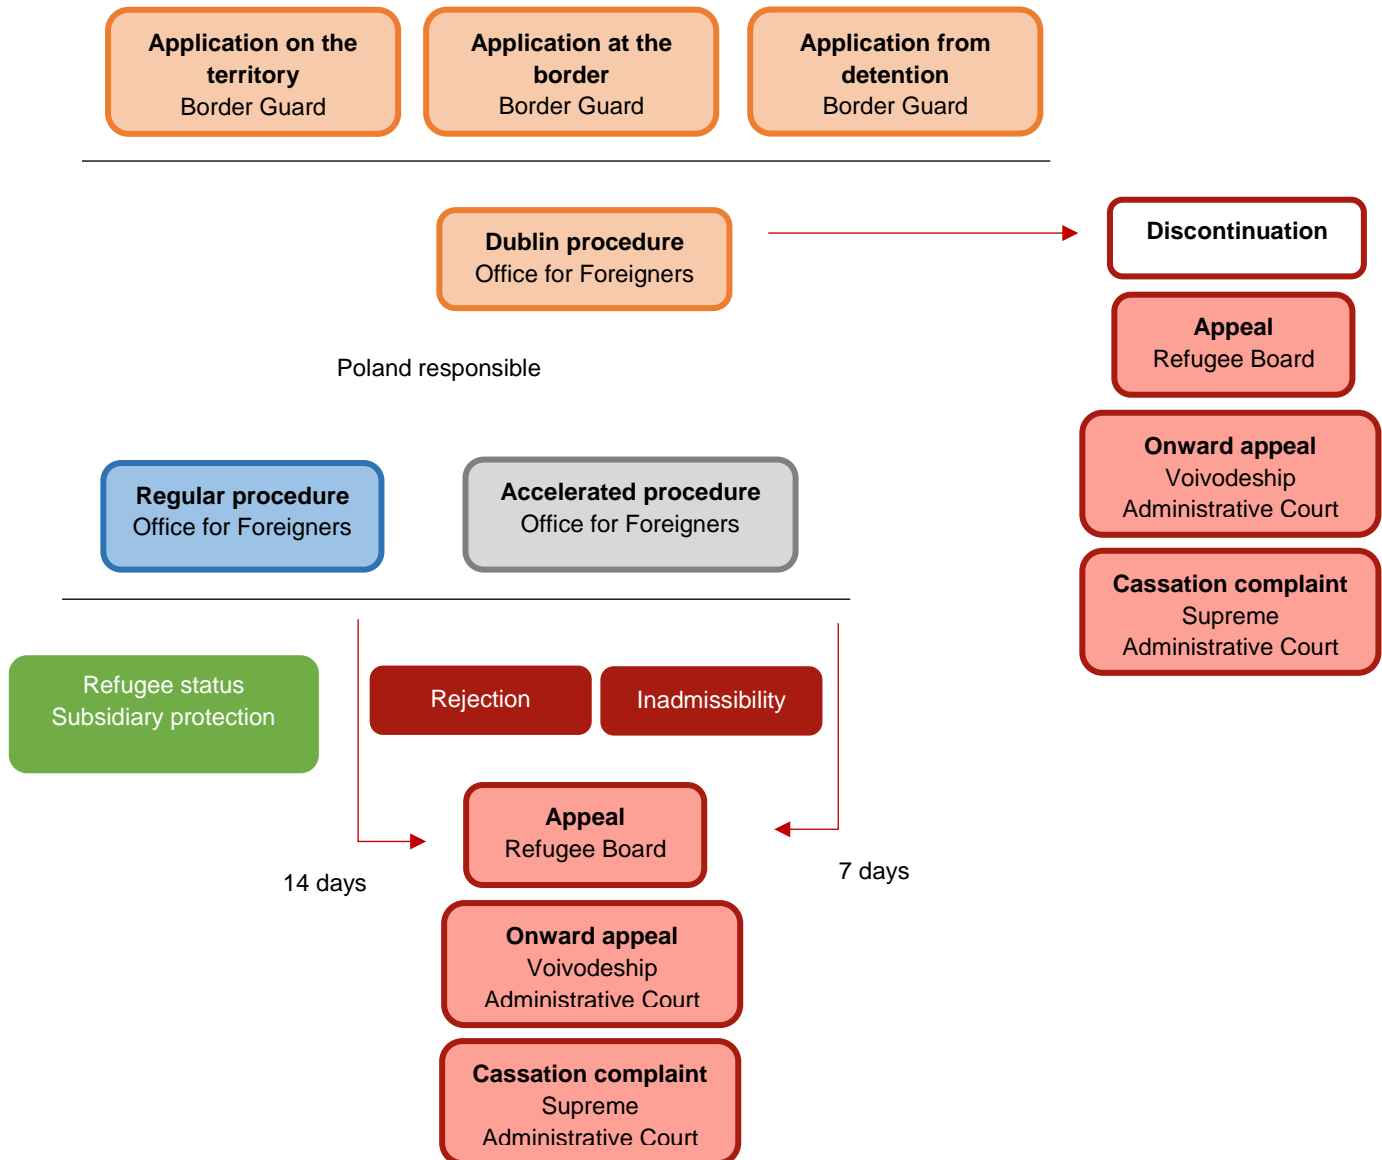 Application on the
territory
Border Guard
Application at the
border
Border Guard
Application from
detention
Border Guard
Dublin procedure
Office for Foreigners
Discontinuation
Appeal
Refugee Board
Onward appeal
Voivodeship
Administrative Court
Cassation complaint
Supreme
Administrative Court
Poland responsible
Regular procedure
Office for Foreigners
Accelerated procedure
Office for Foreigners
Refugee status
Subsidiary protection
Rejection
Inadmissibility
Appeal
Refugee Board
14 days
7 days
Onward appeal
Voivodeship
Administrative Court
Cassation complaint
Supreme
Administrative Court